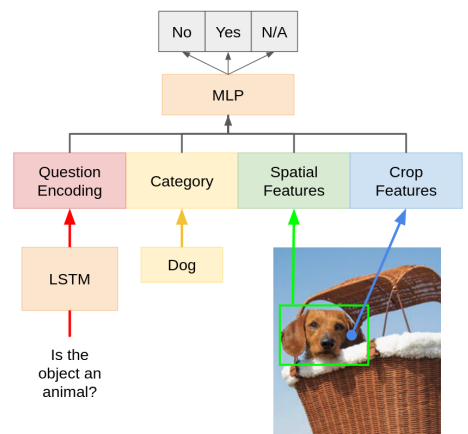 No Yes N/A
MLP
Question
Encoding
Category
Spatial
Features
Crop
Features
LSTM
Dog
Is the
object an
animal?